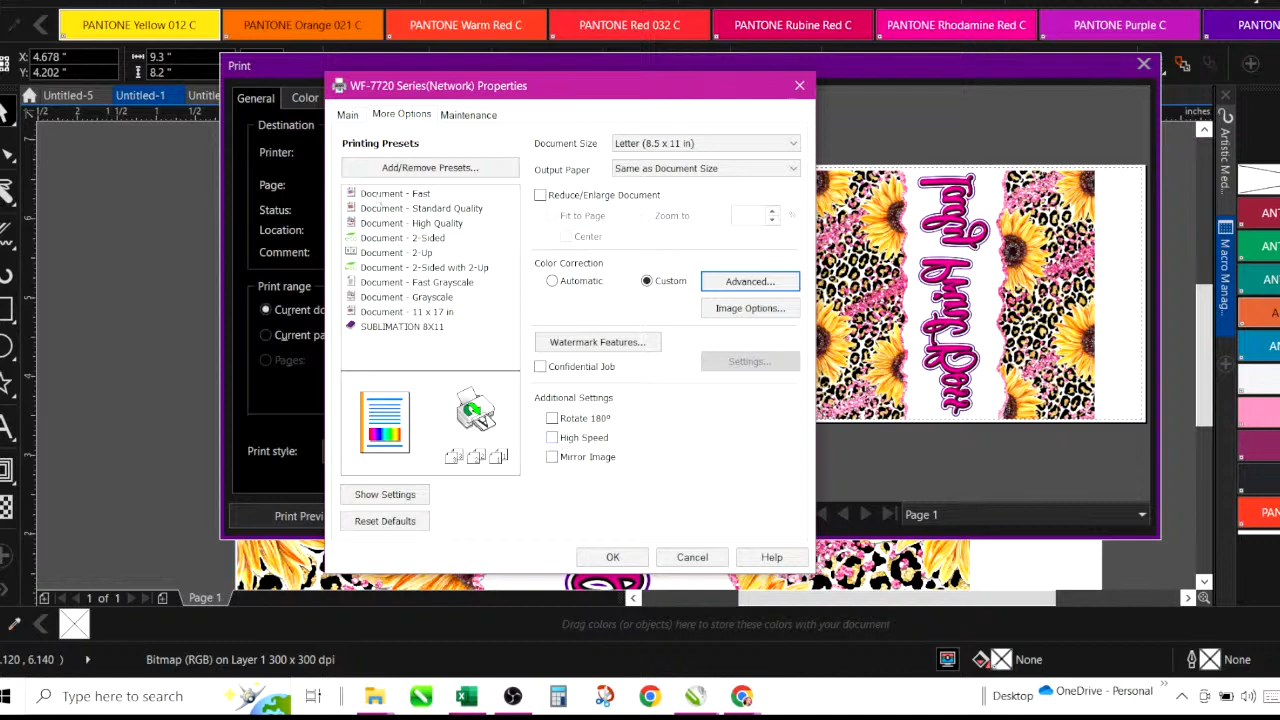 PANTONE Yellow 012 C
PANTONE Orange 021 C
PANTONE Warm Red C
PANTONE Red 032 C
PANTONE Rubine Red C
PANTONE Rhodamine Red C
PANTONE Purple C
PANTONE
X: 4.678 "
Y: 4.202 "
9.3 "
8.2 "
Untitled-5
Untitled-1
inches
1/2
Print
General
Color
Destination
Printer:
Page:
Status:
Location:
Comment:
Print range
Current do
Current pa
Pages:
Print style:
Print Previ
WF-7720 Series(Network) Properties
Main
More Options
Maintenance
Printing Presets
Add/Remove Presets...
Document - Fast
Document - Standard Quality
Document - High Quality
Document - 2-Sided
Document - 2-Up
Document - 2-Sided with 2-Up
Document - Fast Grayscale
Document - Grayscale
Document - 11 x 17 in
SUBLIMATION 8X11
Show Settings
Reset Defaults
Document Size
Letter (8.5 x 11 in)
Output Paper
Same as Document Size
Reduce/Enlarge Document
Fit to Page
Zoom to
%
Center
Color Correction
Automatic
Custom
Advanced...
Image Options...
Watermark Features...
Confidential Job
Settings...
Additional Settings
Rotate 180º
High Speed
Mirror Image
OK
Cancel
Help
Page 1
Artistic Med...
Macro Manag...
1 of 1
Page 1
Drag colors (or objects) here to store these colors with your document
.120, 6.140 )
Bitmap (RGB) on Layer 1 300 x 300 dpi
None
None
Type here to search
Desktop
OneDrive - Personal